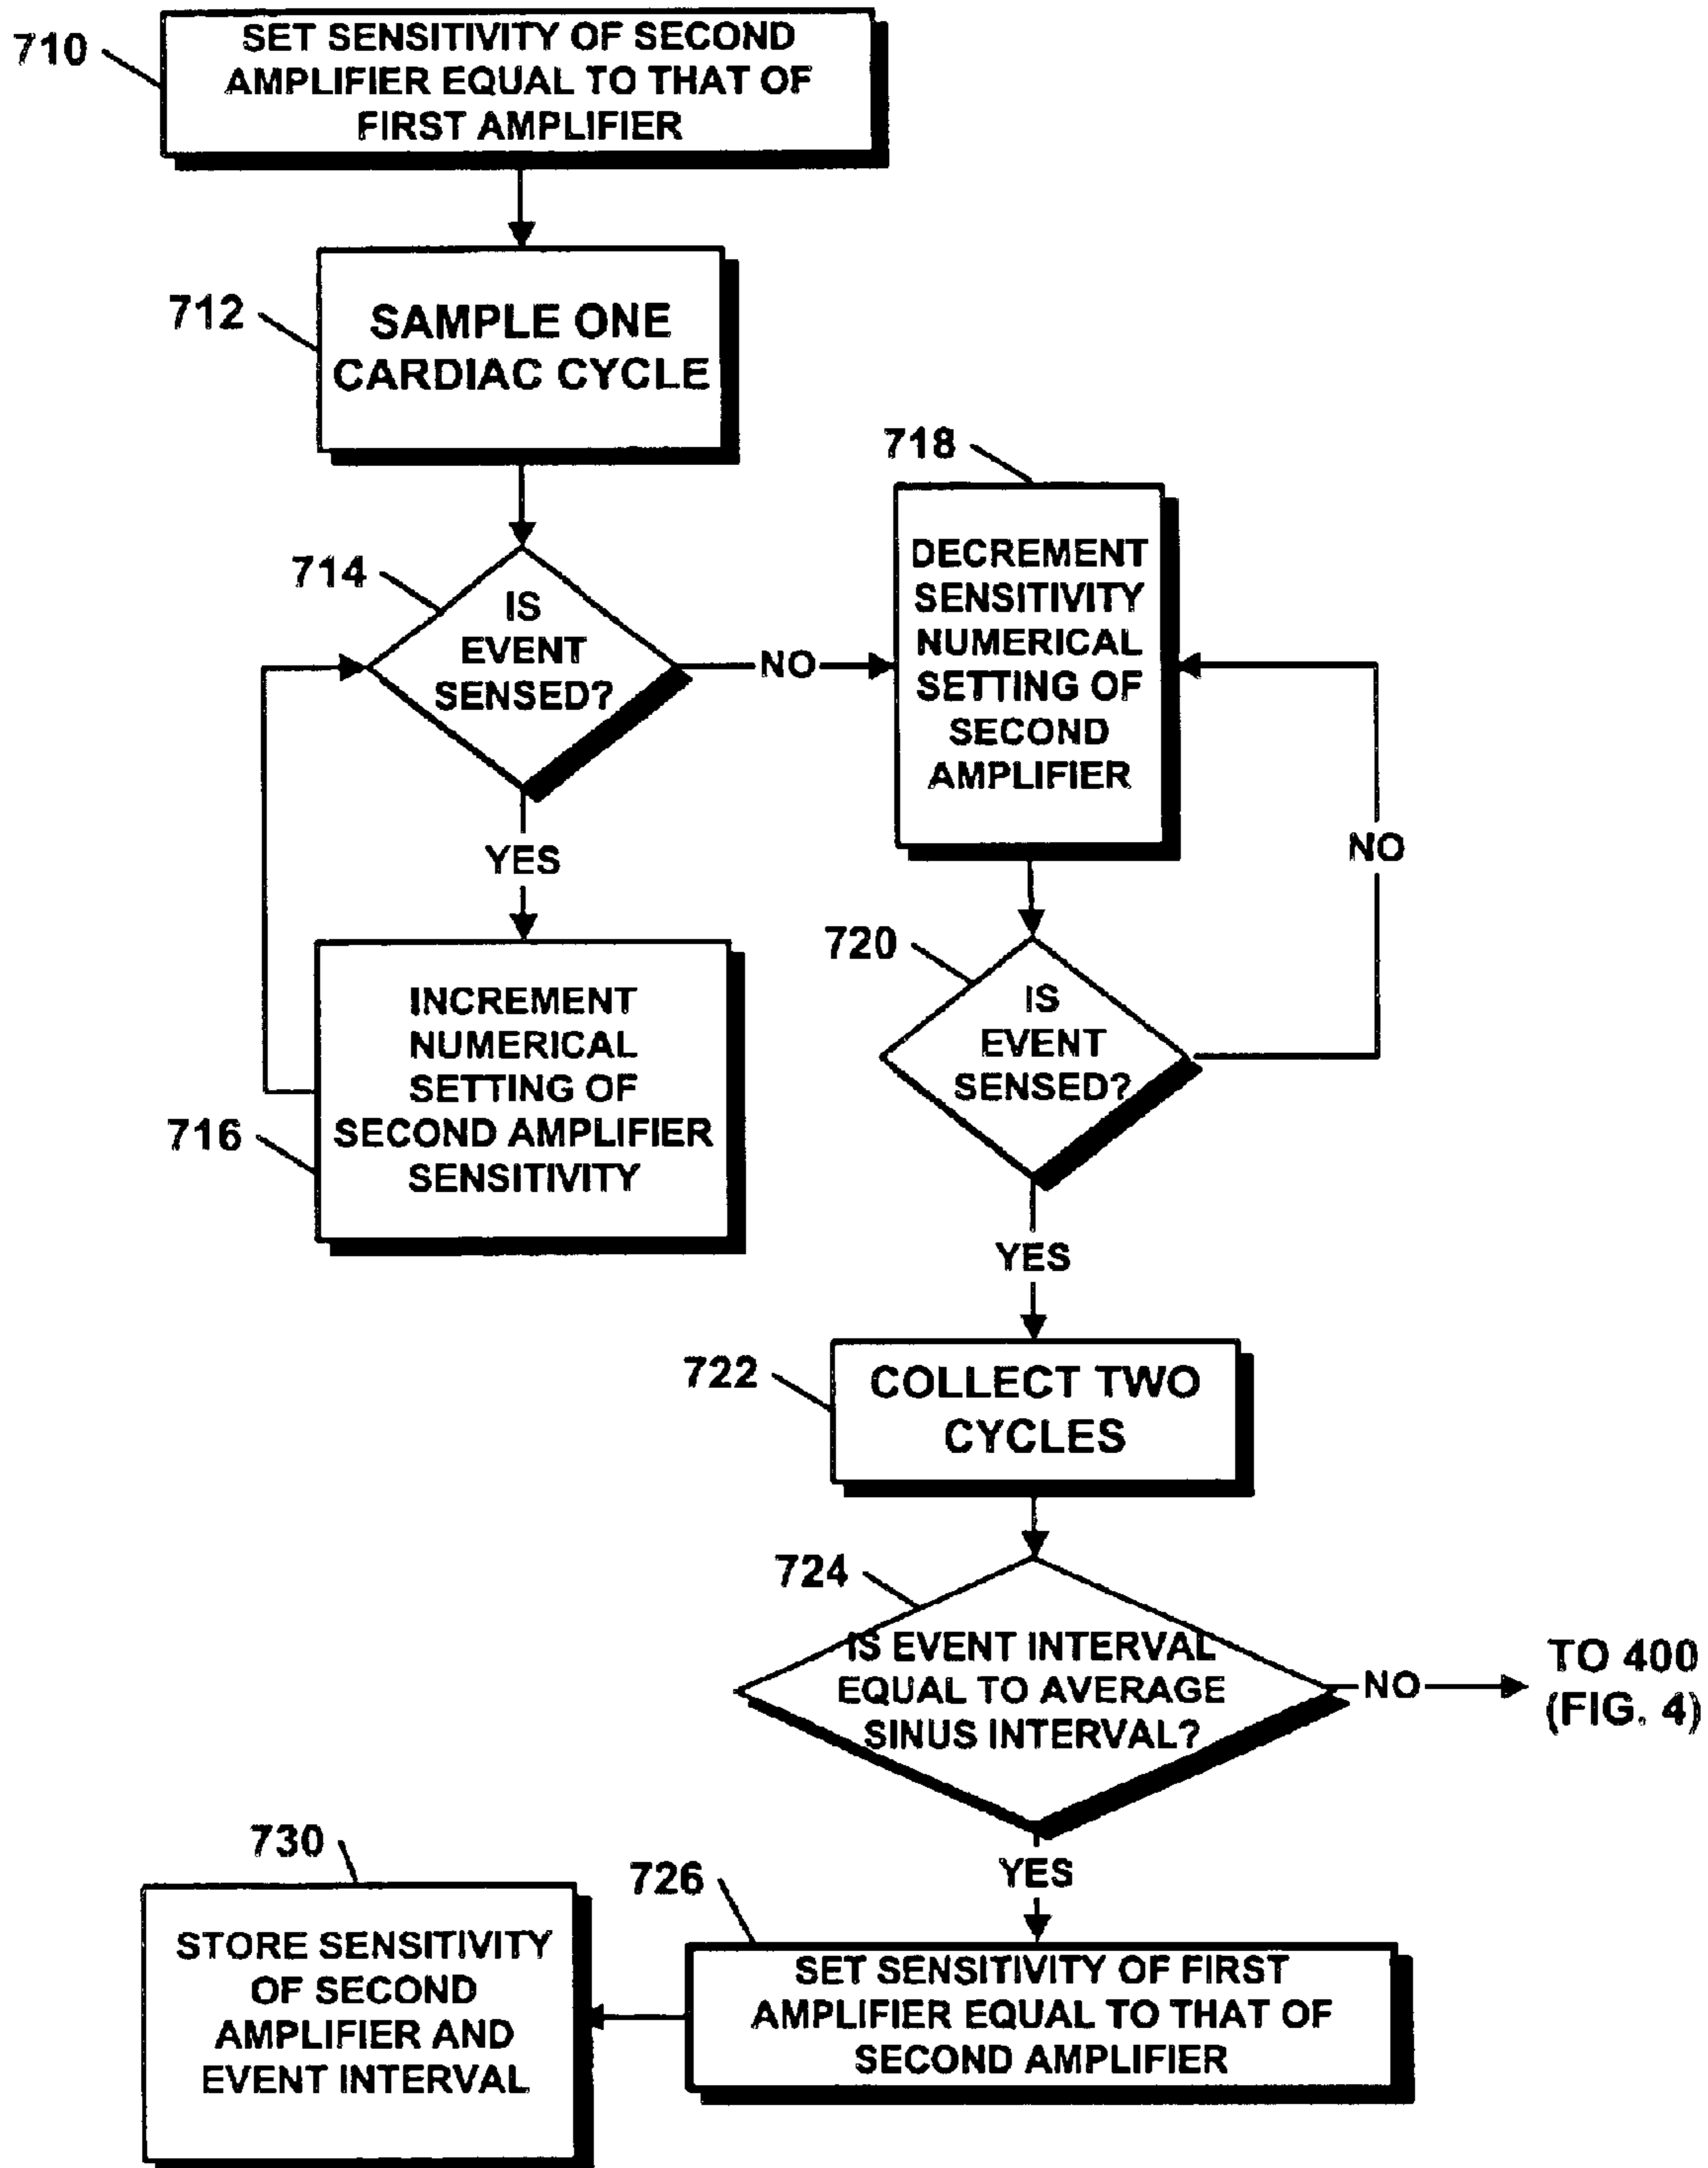 710
SET SENSITIVITY OF SECOND
AMPLIFIER EQUAL TO THAT OF
FIRST AMPLIFIER
712
SAMPLE ONE
CARDIAC CYCLE
714
IS
EVENT
SENSED?
NO
YES
716
INCREMENT
NUMERICAL
SETTING OF
SECOND AMPLIFIER
SENSITIVITY
718
DECREMENT
SENSITIVITY
NUMERICAL
SETTING OF
SECOND
AMPLIFIER
NO
720
IS
EVENT
SENSED?
YES
722
COLLECT TWO
CYCLES
724
IS EVENT INTERVAL
EQUAL TO AVERAGE
SINUS INTERVAL?
NO
TO 400
(FIG. 4)
YES
726
SET SENSITIVITY OF FIRST
AMPLIFIER EQUAL TO THAT OF
SECOND AMPLIFIER
730
STORE SENSITIVITY
OF SECOND
AMPLIFIER AND
EVENT INTERVAL